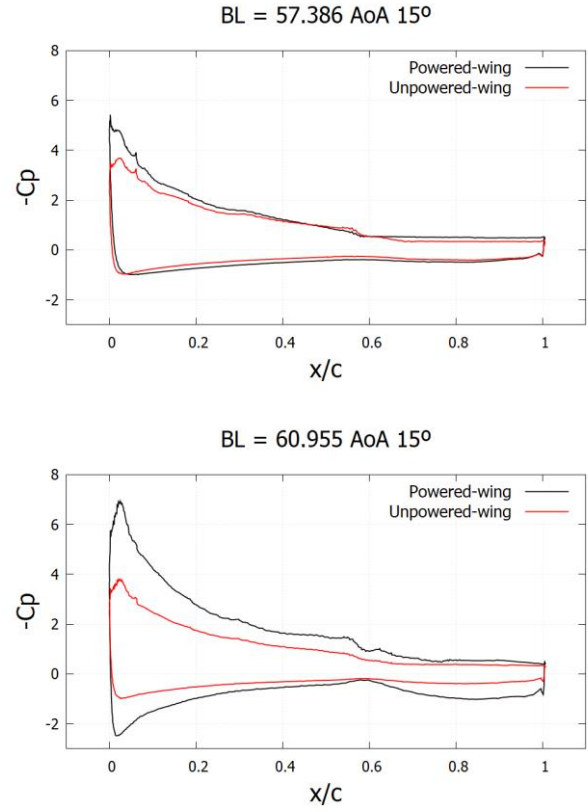 BL = 57.386 AoA 15º
8
Powered-wing
Unpowered-wing
6
4
-Cp
2
0
-2
0 0.2 0.4 0.6 0.8 1
x/c
BL = 60.955 AoA 15º
8
Powered-wing
Unpowered-wing
6
4
-Cp
2
0
-2
0 0.2 0.4 0.6 0.8 1
x/c